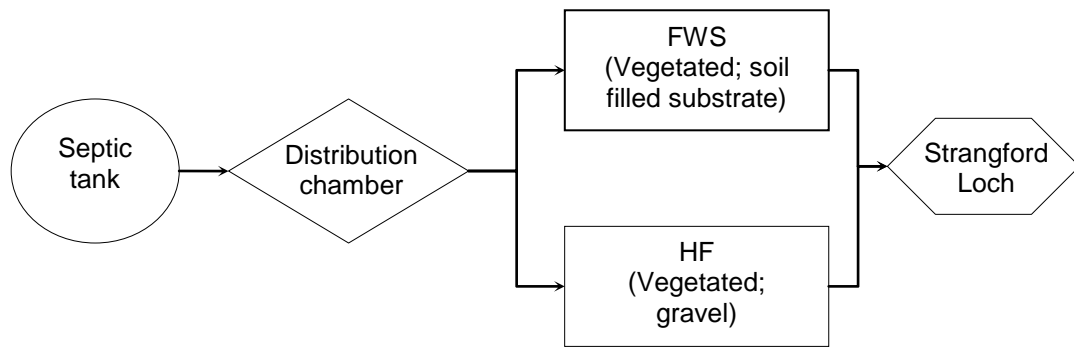 Septic
tank
Distribution
chamber
FWS
(Vegetated; soil
filled substrate)
HF
(Vegetated;
gravel)
Strangford
Loch